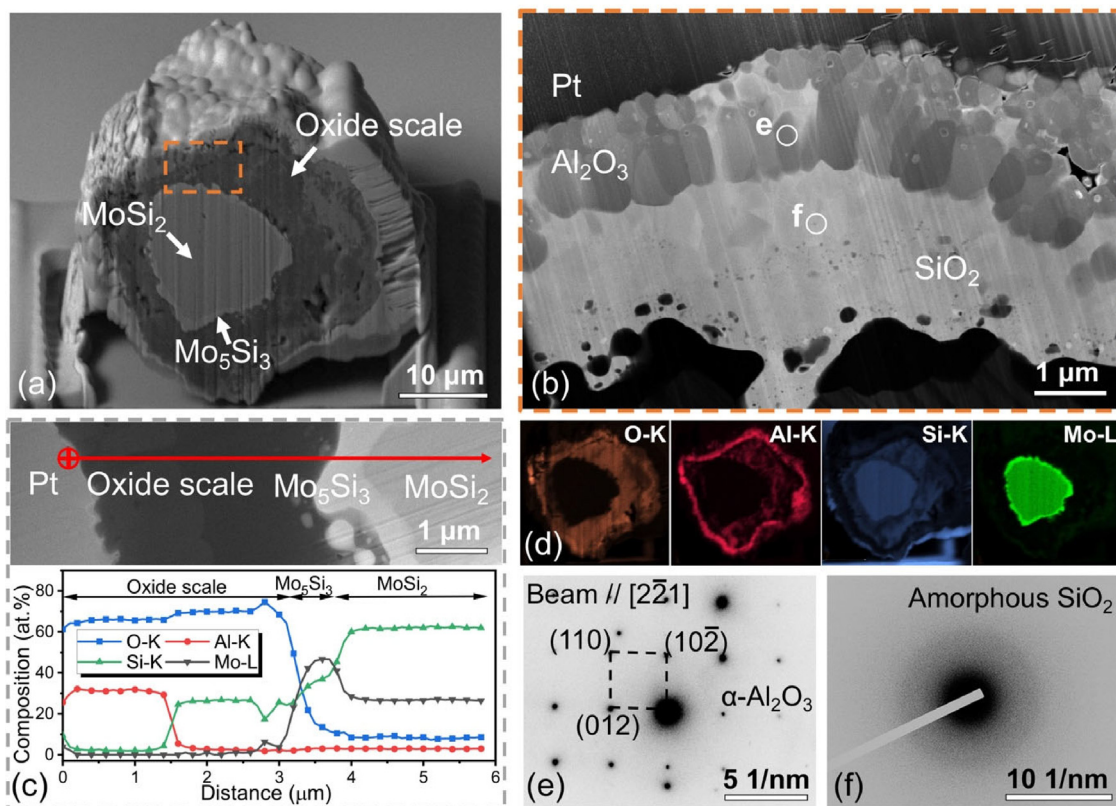 Oxide scale
MoSi₂
Mo₅Si₃
(a)
10 μm
Pt
Al₂O₃
e
f
SiO₂
(b)
1 μm
Pt
Oxide scale
Mo₅Si₃
MoSi₂
1 μm
Oxide scale
Mo₅Si₃
MoSi₂
Composition (at.%)
80
60
40
20
0
O-K
Al-K
Si-K
Mo-L
0
1
2
3
4
5
6
Distance (μm)
(c)
O-K
Al-K
Si-K
Mo-L
(d)
Beam // [22̅1]
(110)
(102̅)
(012)
α-Al₂O₃
(e)
5 1/nm
Amorphous SiO₂
(f)
10 1/nm